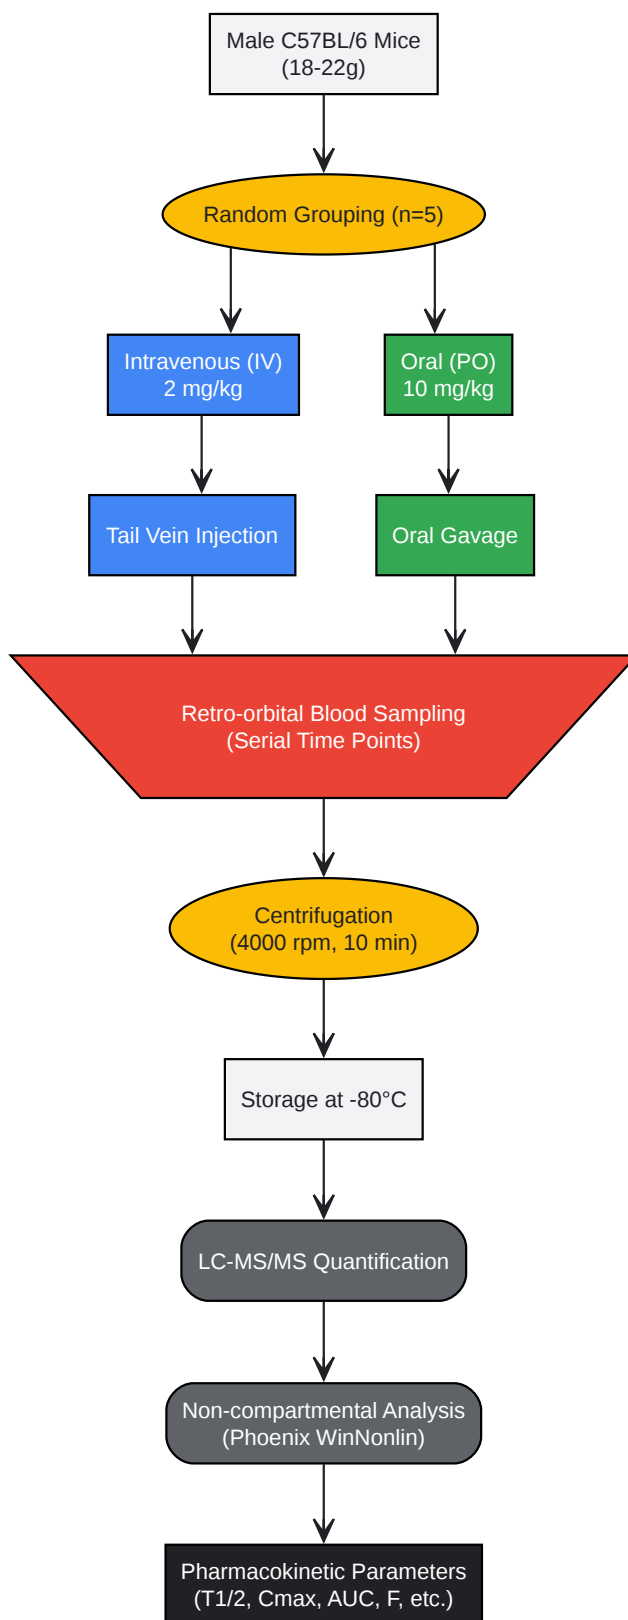 Male C57BL/6 Mice
(18-22g)
Random Grouping (n=5)
Intravenous (IV)
2 mg/kg
Oral (PO)
10 mg/kg
Tail Vein Injection
Oral Gavage
Retro-orbital Blood Sampling
(Serial Time Points)
Centrifugation
(4000 rpm, 10 min)
Storage at -80°C
LC-MS/MS Quantification
Non-compartmental Analysis
(Phoenix WinNonlin)
Pharmacokinetic Parameters
(T1/2, Cmax, AUC, F, etc.)